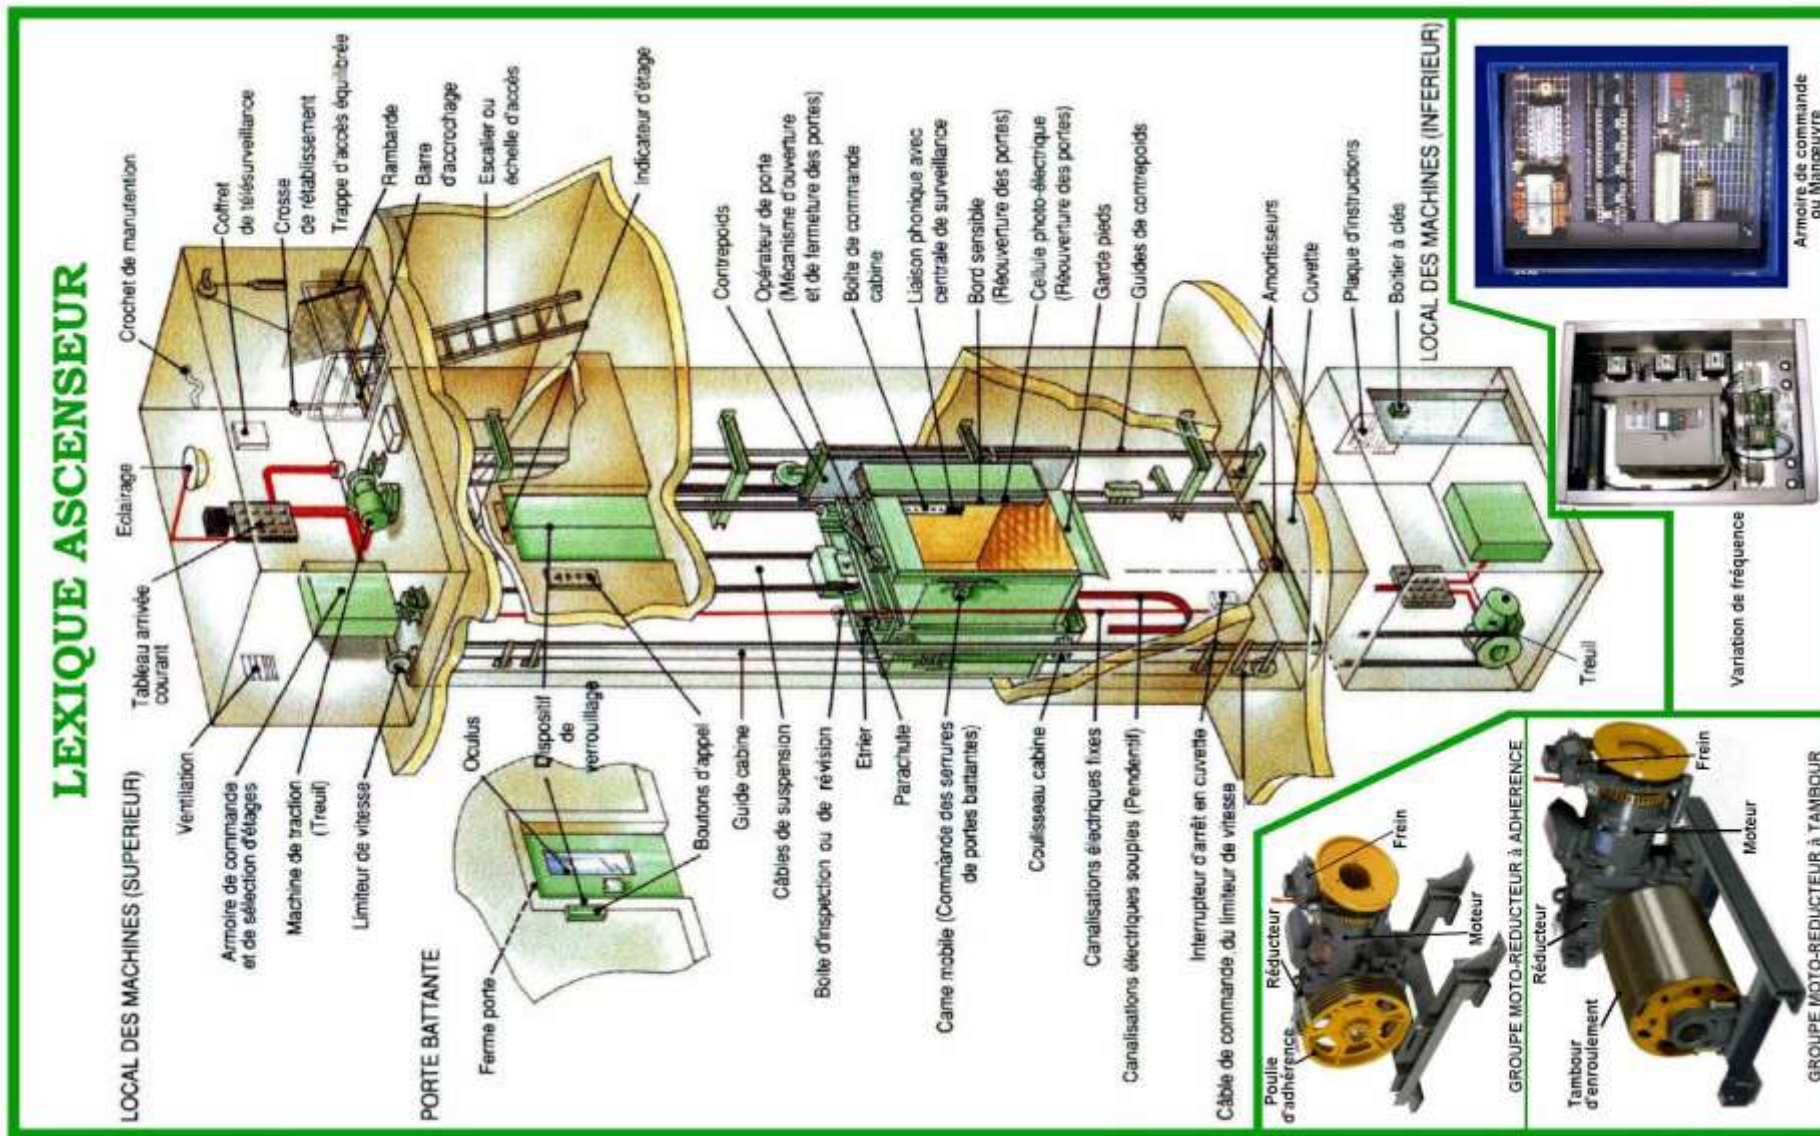 LEXIQUE ASCENSEUR
LOCAL DES MACHINES (SUPERIEUR)
Ventilation
Armoire de commande
et de sélection d'étages
Machine de traction
(Treuil)
Limiteur de vitesse
Tableau arrivée
courant
Eclairage
Crochet de manutention
Coffret
de télésurveillance
Crosse
de rétablissement
Trappe d'accès équilibrée
Rambarde
Barre
d'accrochage
Escalier ou
échelle d'accès
Indicateur d'étage
PORTE BATTANTE
Ferme porte
Oculus
Dispositif
de
verrouillage
Boutons d'appel
Guide cabine
Câbles de suspension
Boite d'inspection ou de révision
Etrier
Parachute
Came mobile (Commande des serrures
de portes battantes)
Coulisseau cabine
Canalisations électriques fixes
Canalisations électriques souples (Pendentif)
Interrupteur d'arrêt en cuvette
Câble de commande du limiteur de vitesse
Contrepoids
Opérateur de porte
(Mécanisme d'ouverture
et de fermeture des portes)
Boîte de commande
cabine
Liaison phonique avec
centrale de surveillance
Bord sensible
(Réouverture des portes)
Cellule photo-électrique
(Réouverture des portes)
Garde pieds
Guides de contrepoids
Amortisseurs
Cuvette
Plaque d'instructions
Boitier à clés
LOCAL DES MACHINES (INFERIEUR)
Treuil
Armoire de commande
ou Manœuvre
Variation de fréquence
Poulie
d'adhérence
Réducteur
Frein
Moteur
GROUPE MOTO-REDUCTEUR à ADHERENCE
Tambour
d'enroulement
Réducteur
Frein
Moteur
GROUPE MOTO-REDUCTEUR à TAMBOUR